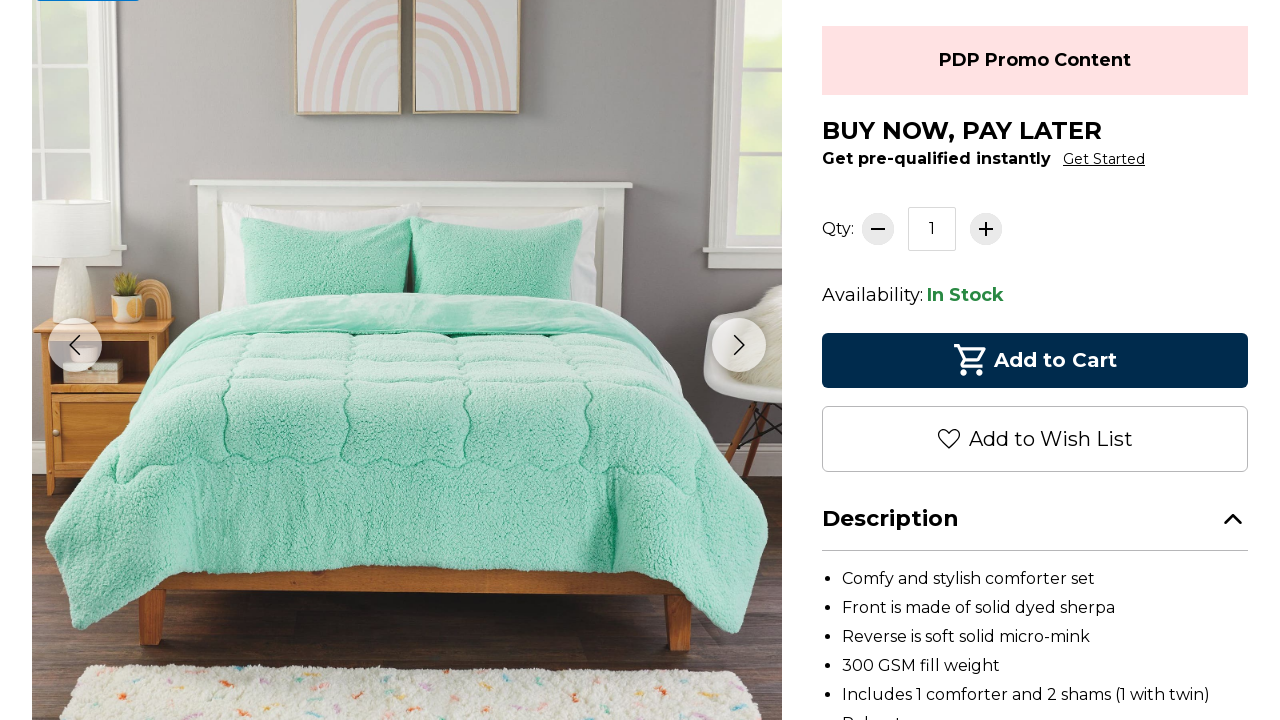 PDP Promo Content
BUY NOW, PAY LATER
Get pre-qualified instantly Get Started
Qty: 1
Availability: In Stock
Add to Cart
Add to Wish List
Description
• Comfy and stylish comforter set
• Front is made of solid dyed sherpa
• Reverse is soft solid micro-mink
• 300 GSM fill weight
• Includes 1 comforter and 2 shams (1 with twin)